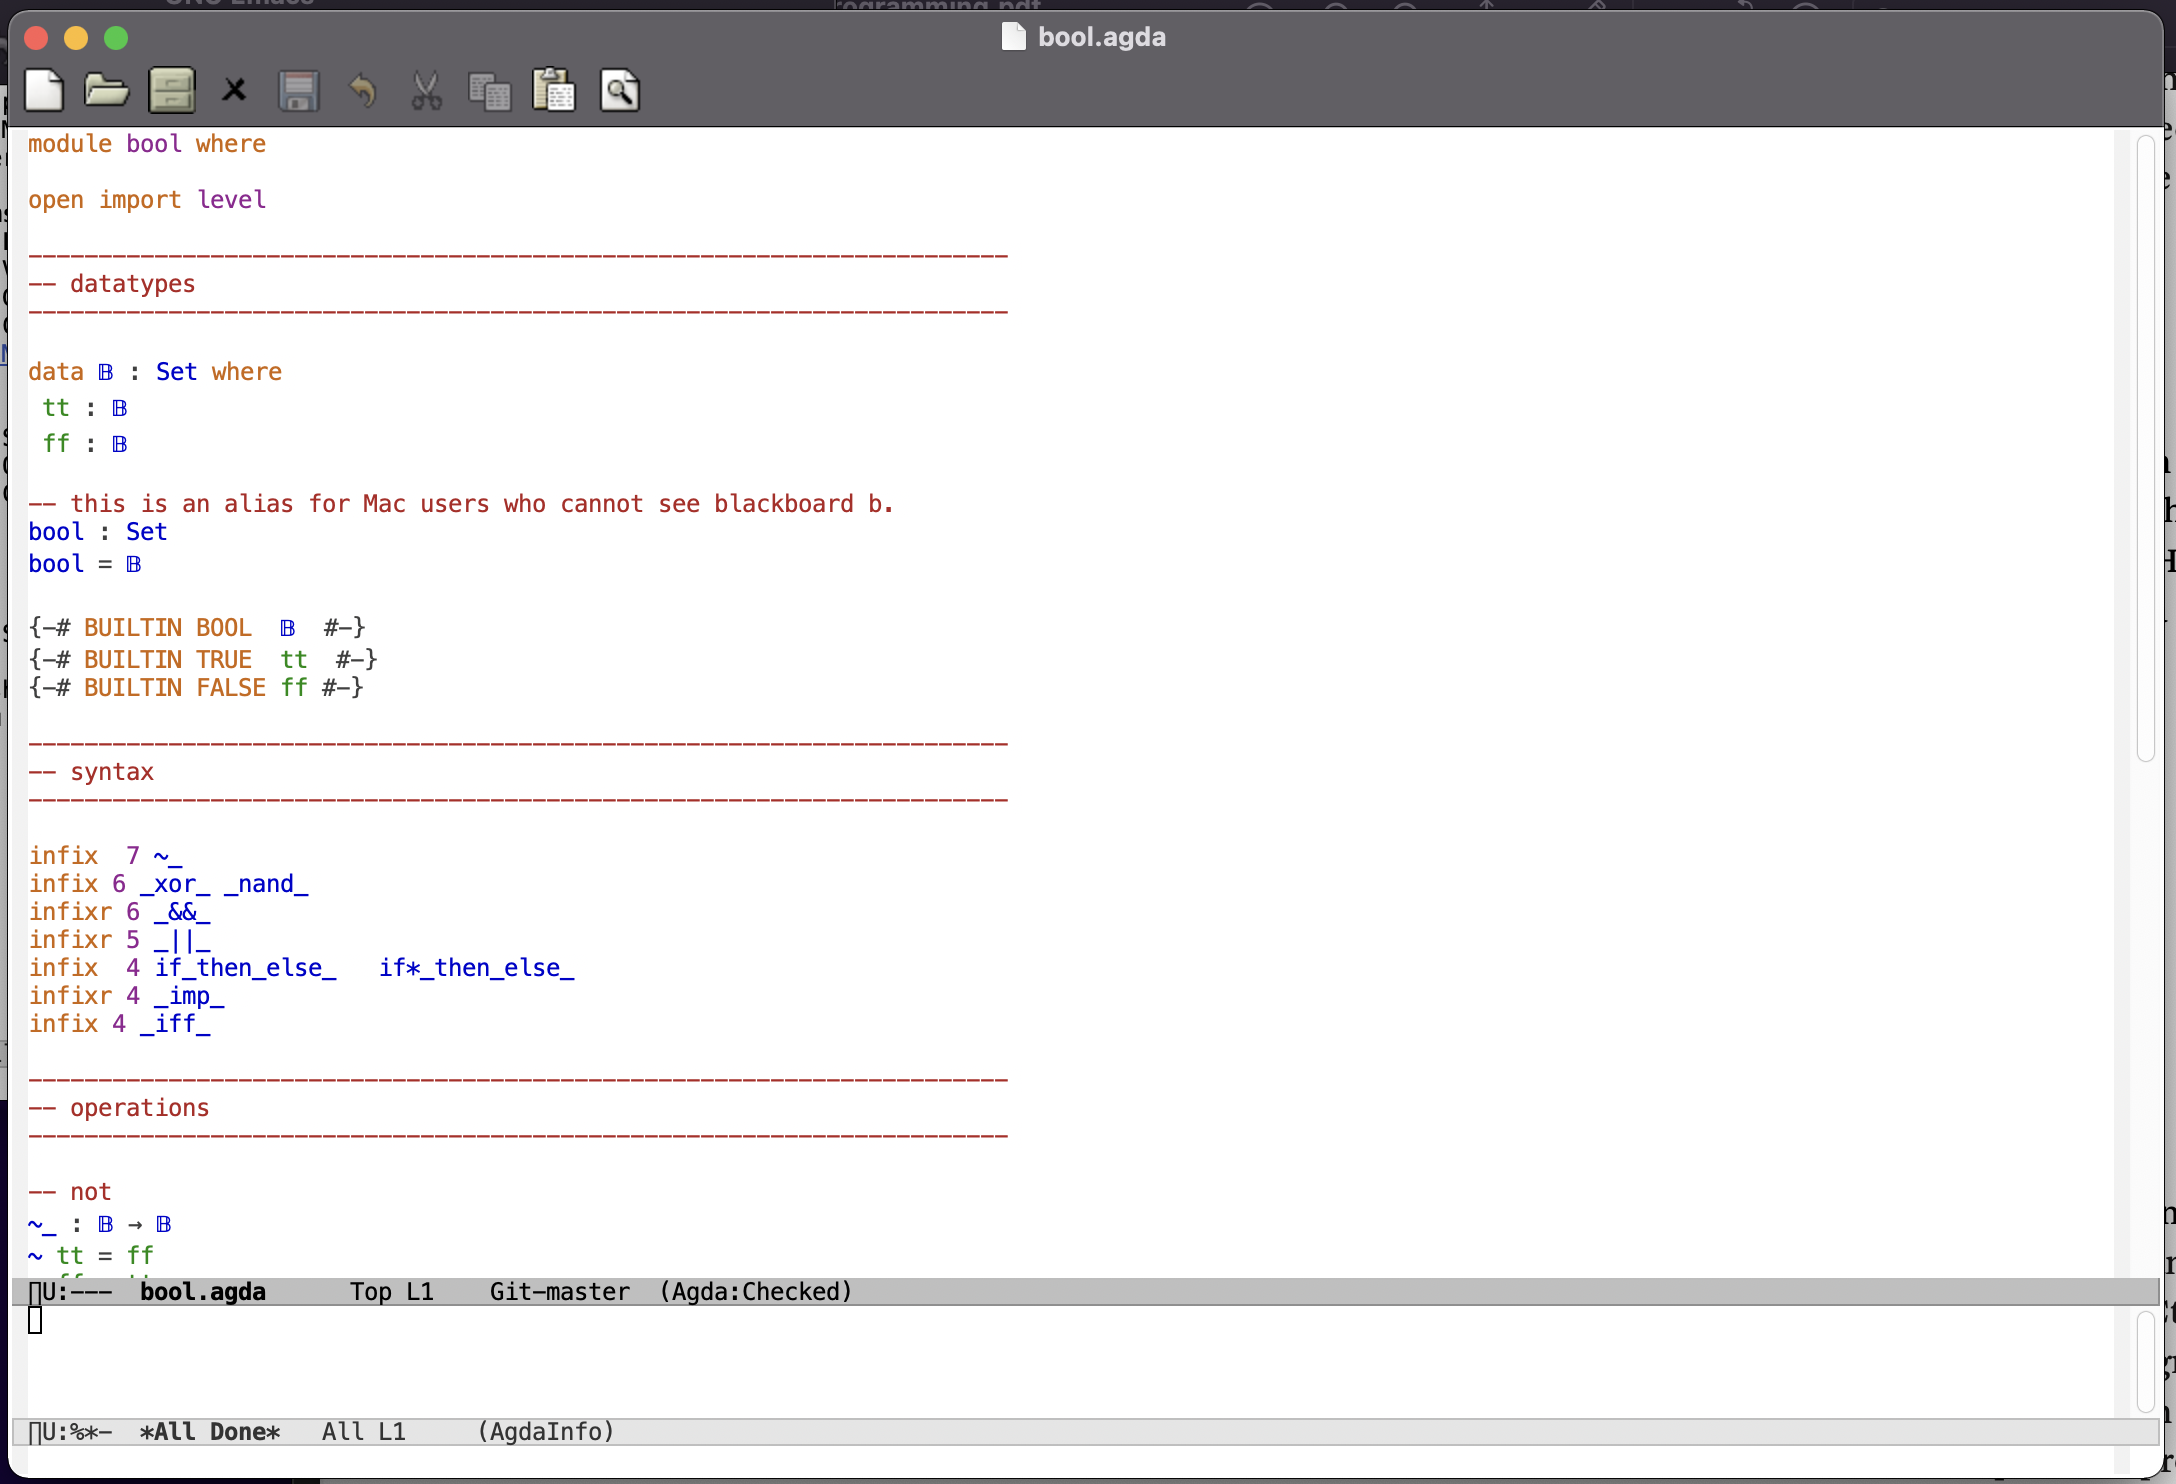 bool.agda
module bool where
open import level
----------------------------------------------------------------------
-- datatypes
----------------------------------------------------------------------
data 𝔹 : Set where
 tt : 𝔹
 ff : 𝔹
-- this is an alias for Mac users who cannot see blackboard b.
bool : Set
bool = 𝔹
{-# BUILTIN BOOL  𝔹  #-}
{-# BUILTIN TRUE  tt  #-}
{-# BUILTIN FALSE ff #-}
----------------------------------------------------------------------
-- syntax
----------------------------------------------------------------------
infix  7 ~_
infix 6 _xor_ _nand_
infixr 6 _&&_
infixr 5 _||_
infix  4 if_then_else_   if*_then_else_
infixr 4 _imp_
infix 4 _iff_
----------------------------------------------------------------------
-- operations
----------------------------------------------------------------------
-- not
~_ : 𝔹 → 𝔹
~ tt = ff
U:---  bool.agda      Top L1    Git-master  (Agda:Checked)
U:%*-  *All Done*   All L1     (AgdaInfo)